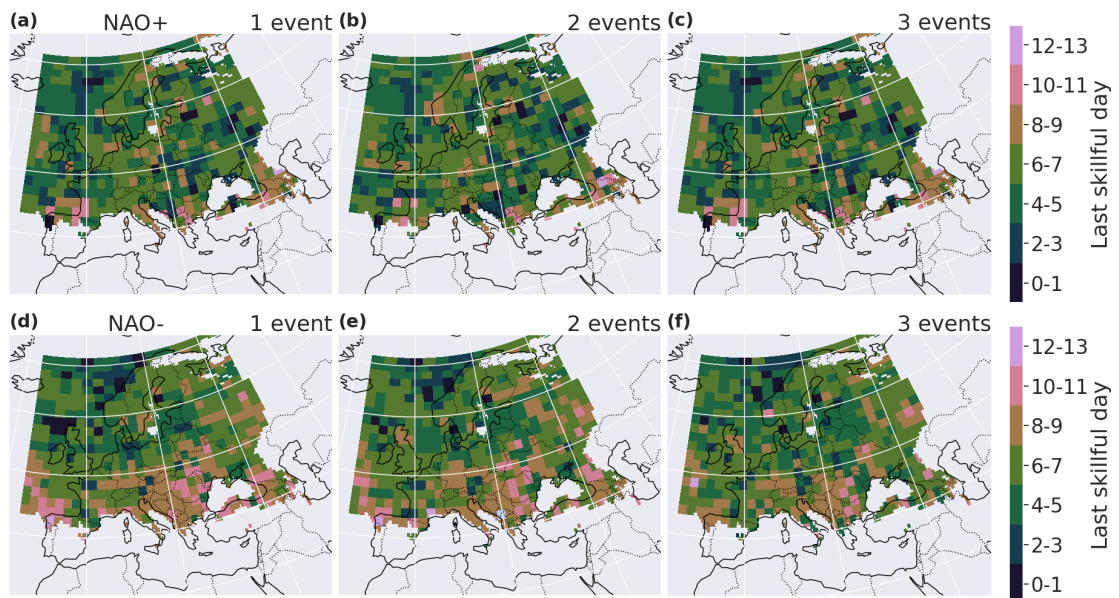 (a) NAO+ 1 event
(b) 2 events
(c) 3 events
12-13
10-11
8-9
6-7
4-5
2-3
0-1
Last skillful day
(d) NAO- 1 event
(e) 2 events
(f) 3 events
12-13
10-11
8-9
6-7
4-5
2-3
0-1
Last skillful day